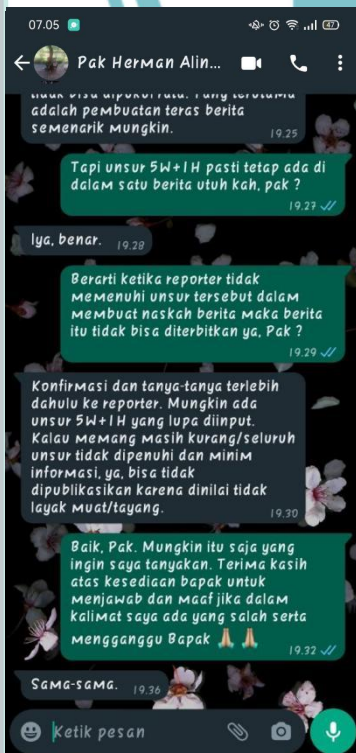 07.05
47
Pak Herman Alin...
adalah pembuatan teras berita
semenarik mungkin.
19.25
Tapi unsur 5W+1H pasti tetap ada di
dalam satu berita utuh kah, pak ?
19.27
Iya, benar.
19.28
Berarti ketika reporter tidak
memenuhi unsur tersebut dalam
membuat naskah berita maka berita
itu tidak bisa diterbitkan ya, Pak ?
19.29
Konfirmasi dan tanya-tanya terlebih
dahulu ke reporter. Mungkin ada
unsur 5W+1H yang lupa diinput.
Kalau memang masih kurang/seluruh
unsur tidak dipenuhi dan minim
informasi, ya, bisa tidak
dipublikasikan karena dinilai tidak
layak muat/tayang.
19.30
Baik, Pak. Mungkin itu saja yang
ingin saya tanyakan. Terima kasih
atas kesediaan bapak untuk
menjawab dan maaf jika dalam
kalimat saya ada yang salah serta
mengganggu Bapak 🙏🙏
19.32
Sama-sama.
19.36
Ketik pesan